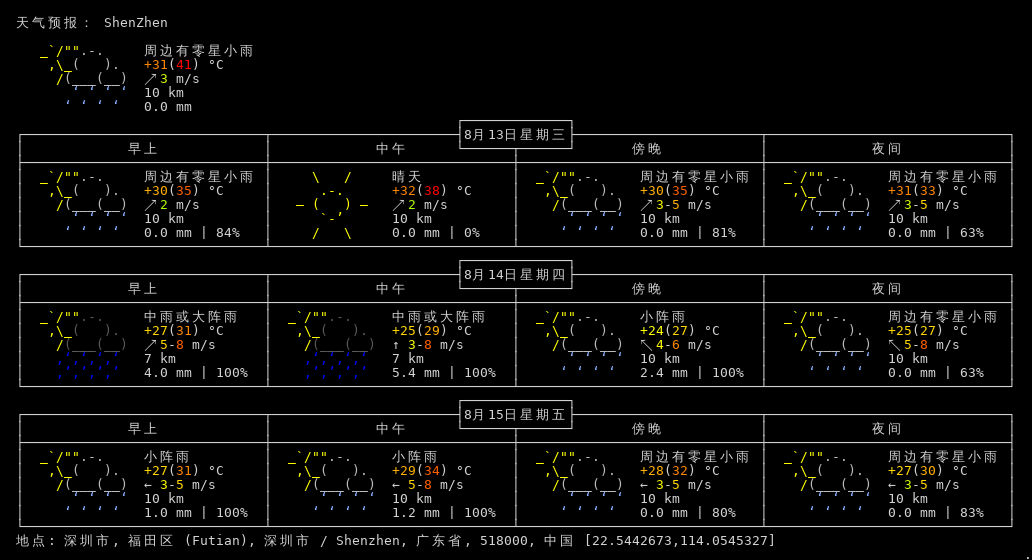 天气预报： ShenZhen
周边有零星小雨
+31(41) °C
↗3 m/s
10 km
0.0 mm
8月13日星期三
早上 中午 傍晚 夜间
周边有零星小雨 晴天 周边有零星小雨 周边有零星小雨
+30(35) °C +32(38) °C +30(35) °C +31(33) °C
↗2 m/s ↗2 m/s ↗3-5 m/s ↗3-5 m/s
10 km 10 km 10 km 10 km
0.0 mm | 84% 0.0 mm | 0% 0.0 mm | 81% 0.0 mm | 63%
8月14日星期四
早上 中午 傍晚 夜间
中雨或大阵雨 中雨或大阵雨 小阵雨 周边有零星小雨
+27(31) °C +25(29) °C +24(27) °C +25(27) °C
↗5-8 m/s ↑ 3-8 m/s ↖4-6 m/s ↖5-8 m/s
7 km 7 km 10 km 10 km
4.0 mm | 100% 5.4 mm | 100% 2.4 mm | 100% 0.0 mm | 63%
8月15日星期五
早上 中午 傍晚 夜间
小阵雨 小阵雨 周边有零星小雨 周边有零星小雨
+27(31) °C +29(34) °C +28(32) °C +27(30) °C
← 3-5 m/s ← 5-8 m/s ← 3-5 m/s ← 3-5 m/s
10 km 10 km 10 km 10 km
1.0 mm | 100% 1.2 mm | 100% 0.0 mm | 80% 0.0 mm | 83%
地点: 深圳市, 福田区 (Futian), 深圳市 / Shenzhen, 广东省, 518000, 中国 [22.5442673,114.0545327]